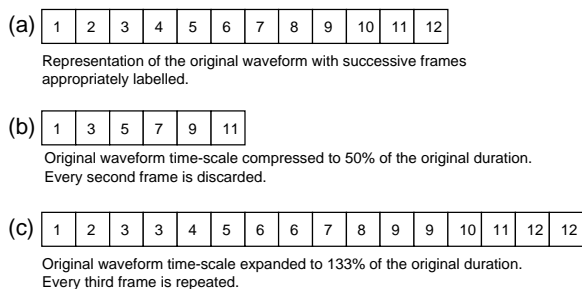 (a) 1 2 3 4 5 6 7 8 9 10 11 12
Representation of the original waveform with successive frames
appropriately labelled.
(b) 1 3 5 7 9 11
Original waveform time-scale compressed to 50% of the original duration.
Every second frame is discarded.
(c) 1 2 3 3 4 5 6 6 7 8 9 9 10 11 12 12
Original waveform time-scale expanded to 133% of the original duration.
Every third frame is repeated.